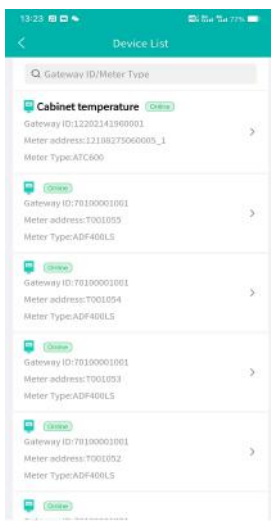 13:23
77%
Device List
Gateway ID/Meter Type
Cabinet temperature Online
Gateway ID:12202141960001
Meter address:12108275060005_1
Meter Type:ATC600
Online
Gateway ID:70100001001
Meter address:T001055
Meter Type:ADF400LS
Online
Gateway ID:70100001001
Meter address:T001054
Meter Type:ADF400LS
Online
Gateway ID:70100001001
Meter address:T001053
Meter Type:ADF400LS
Online
Gateway ID:70100001001
Meter address:T001052
Meter Type:ADF400LS
Online